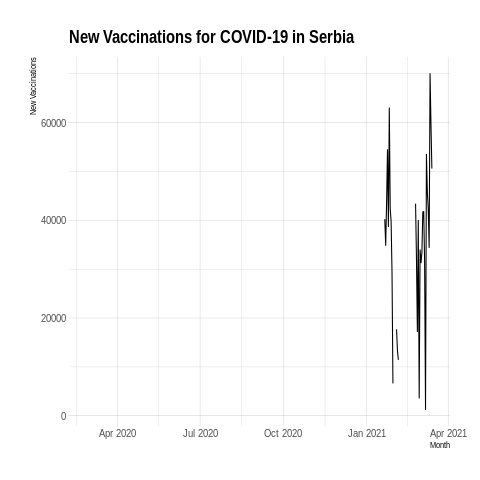 New Vaccinations for COVID-19 in Serbia
New Vaccinations
60000
40000
20000
0
Apr 2020 Jul 2020 Oct 2020 Jan 2021 Apr 2021
Month